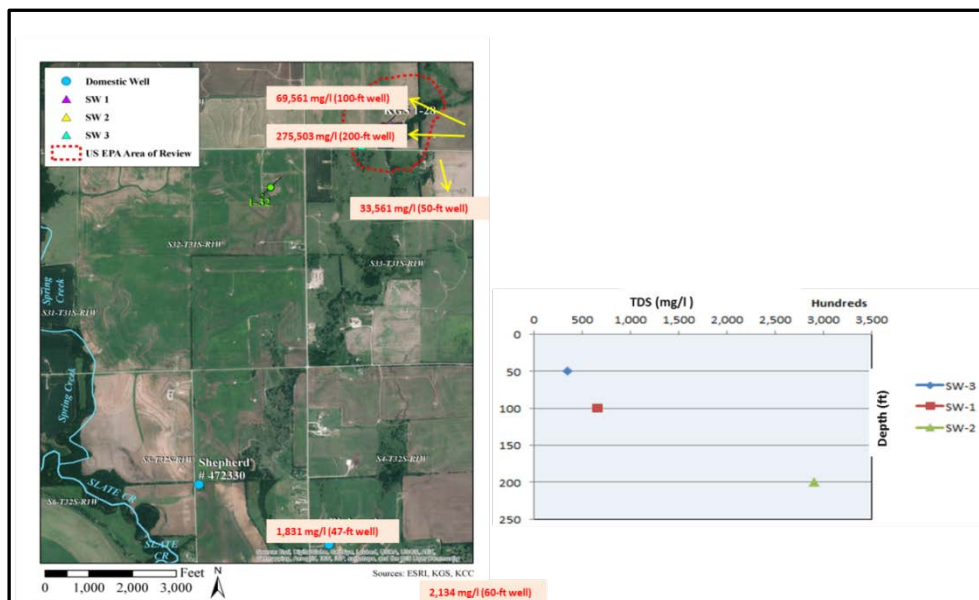 Domestic Well
SW 1
SW 2
SW 3
US EPA Area of Review
69,561 mg/l (100-ft well)
KGS 1-28
275,503 mg/l (200-ft well)
1-32
33,561 mg/l (50-ft well)
S32-T31S-R1W
S33-T31S-R1W
Spring Creek
S31-T31S-R1W
Spring Creek
S5-T32S-R1W
S4-T32S-R1W
Shepherd
# 472330
SLATE CR
S6-T32S-R1W
SLATE
CR
1,831 mg/l (47-ft well)
Feet
N
0 1,000 2,000 3,000
Sources: ESRI, KGS, KCC
2,134 mg/l (60-ft well)
TDS (mg/l )
Hundreds
0 500 1,000 1,500 2,000 2,500 3,000 3,500
0
50
100
150
200
250
Depth (ft)
SW-3
SW-1
SW-2